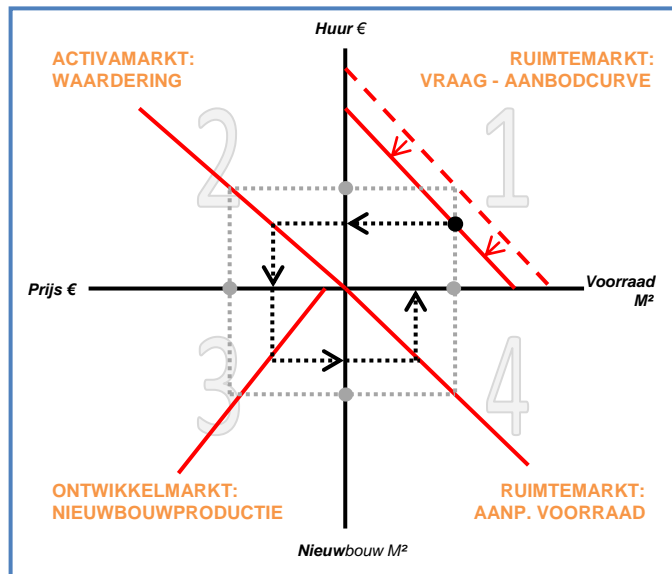 Huur €
ACTIVAMARKT:
WAARDERING
RUIMTEMARKT:
VRAAG - AANBODCURVE
2
1
Prijs €
Voorraad
M²
3
4
ONTWIKKELMARKT:
NIEUWBOUWPRODUCTIE
RUIMTEMARKT:
AANP. VOORRAAD
Nieuwbouw M²